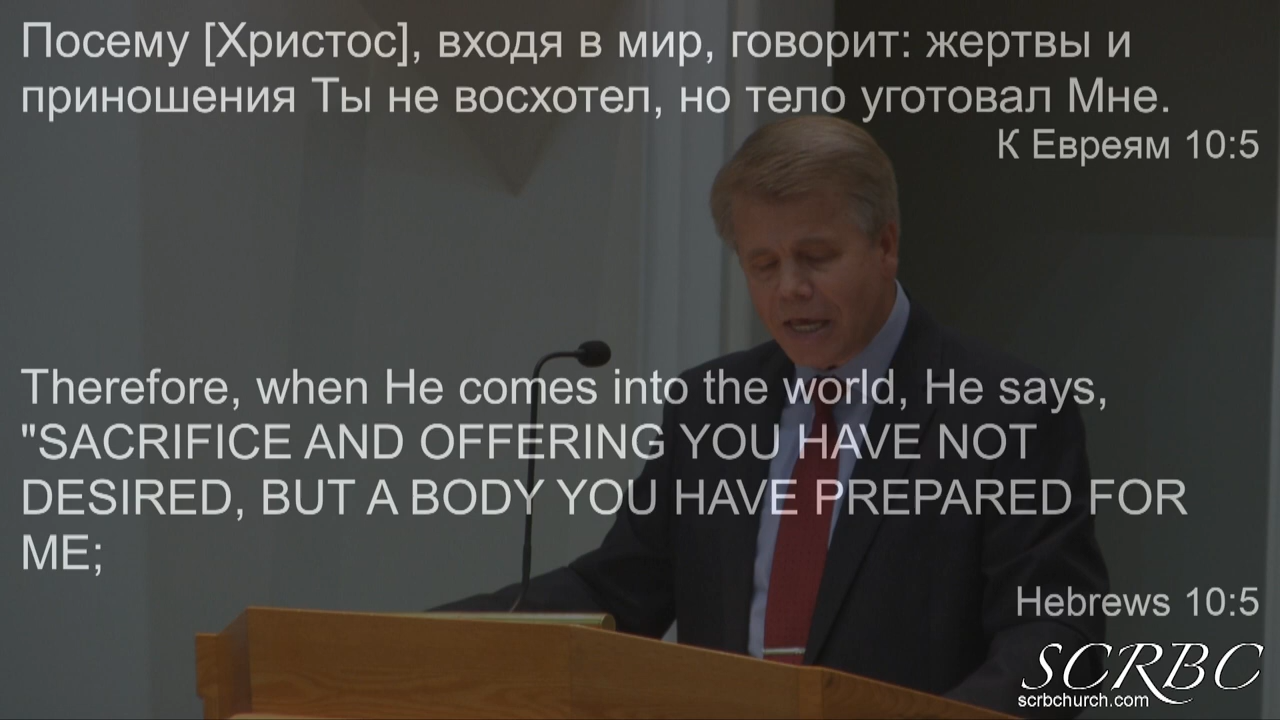 Посему [Христос], входя в мир, говорит: жертвы и
приношения Ты не восхотел, но тело уготовал Мне.
К Евреям 10:5
Therefore, when He comes into the world, He says,
"SACRIFICE AND OFFERING YOU HAVE NOT
DESIRED, BUT A BODY YOU HAVE PREPARED FOR
ME;
Hebrews 10:5
SCRBC
scrbchurch.com